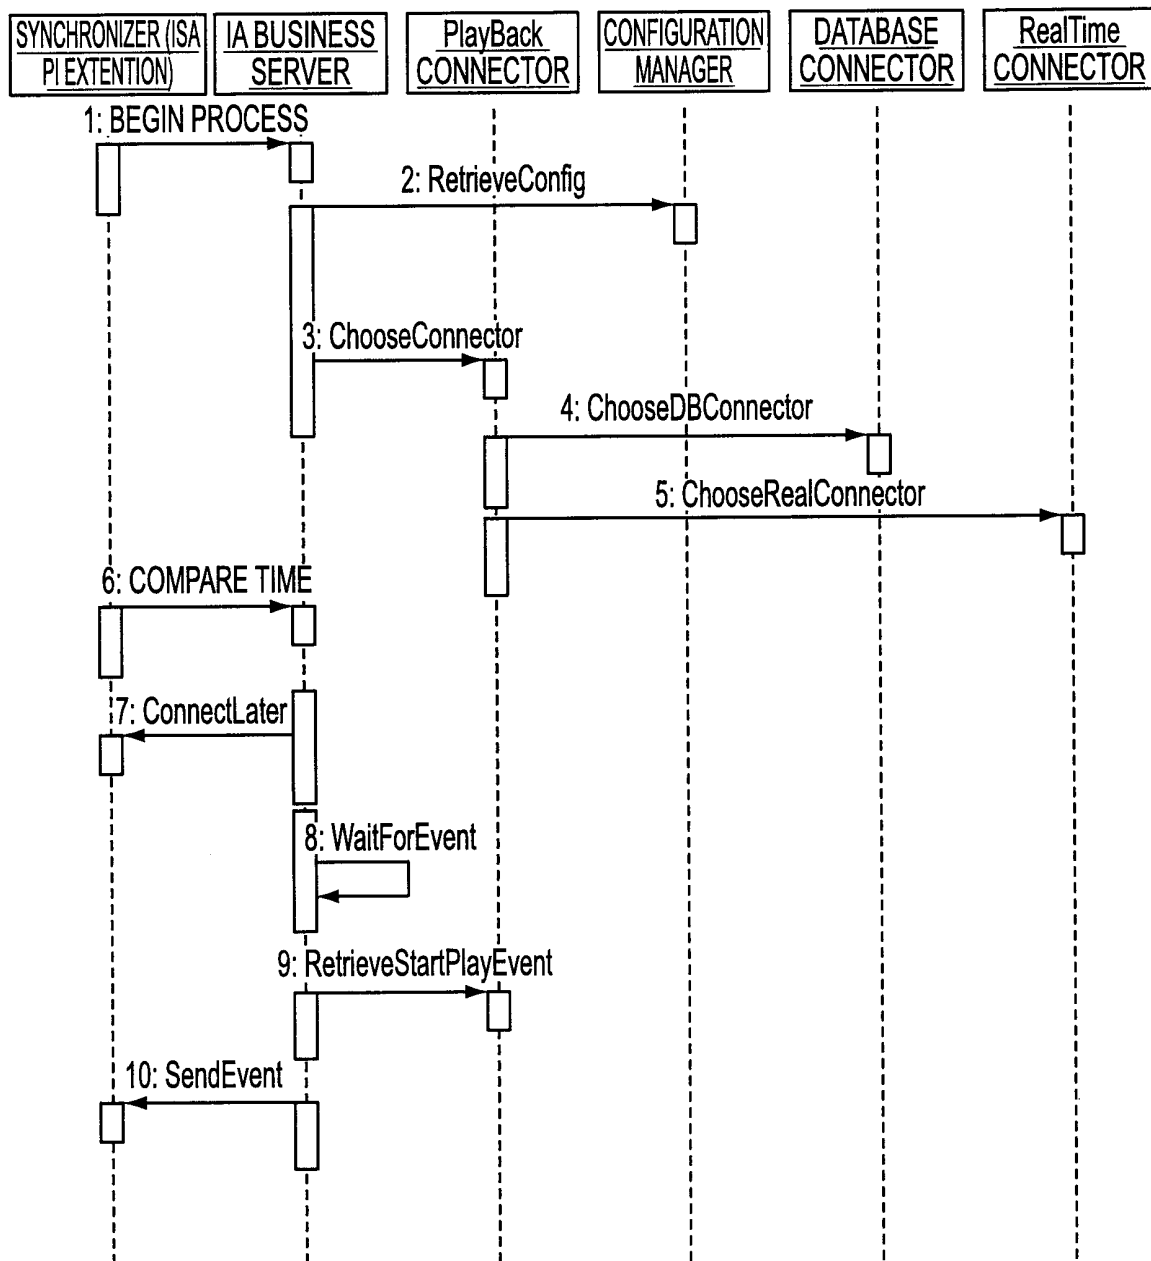 SYNCHRONIZER (ISA
PI EXTENTION)
IA BUSINESS
SERVER
PlayBack
CONNECTOR
CONFIGURATION
MANAGER
DATABASE
CONNECTOR
RealTime
CONNECTOR
1: BEGIN PROCESS
2: RetrieveConfig
3: ChooseConnector
4: ChooseDBConnector
5: ChooseRealConnector
6: COMPARE TIME
7: ConnectLater
8: WaitForEvent
9: RetrieveStartPlayEvent
10: SendEvent